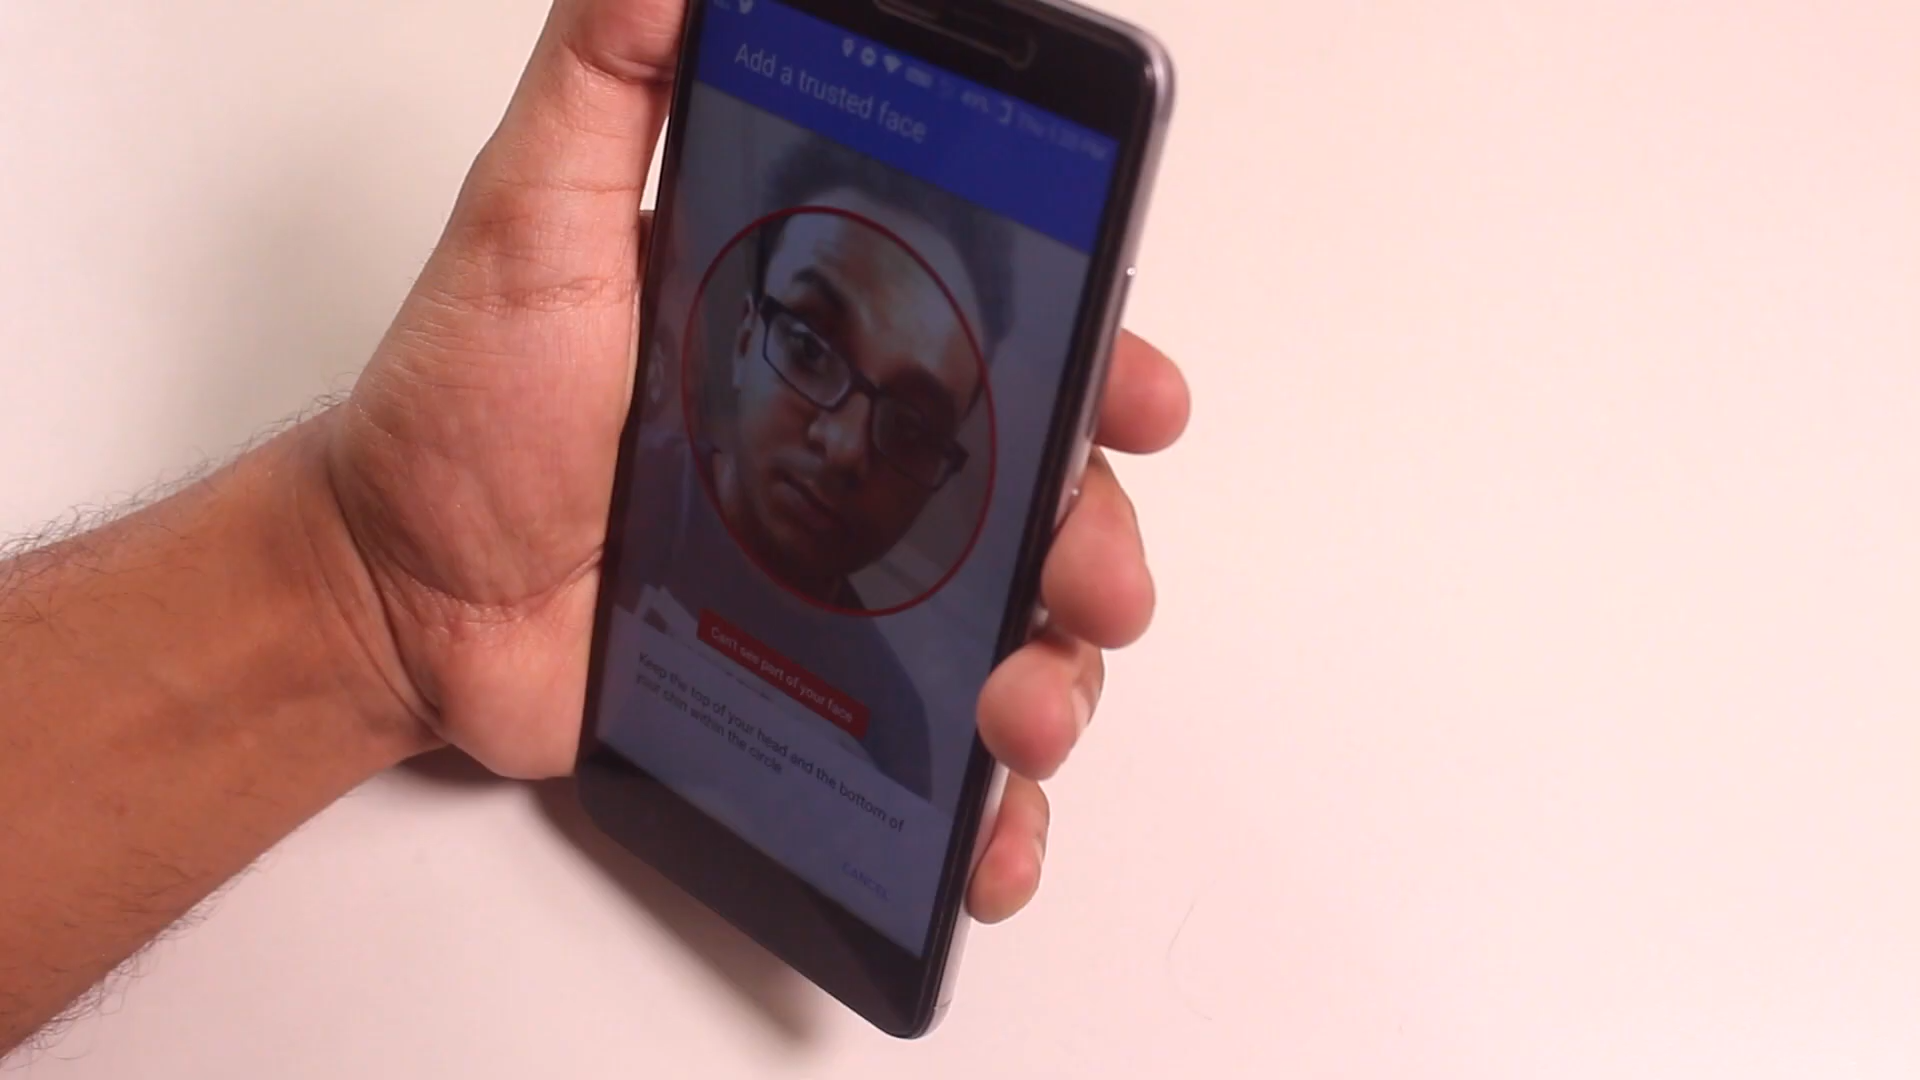 49%
Add a trusted face
Can't see part of your face
Keep the top of your head and the bottom of
your chin within the circle.
CANCEL